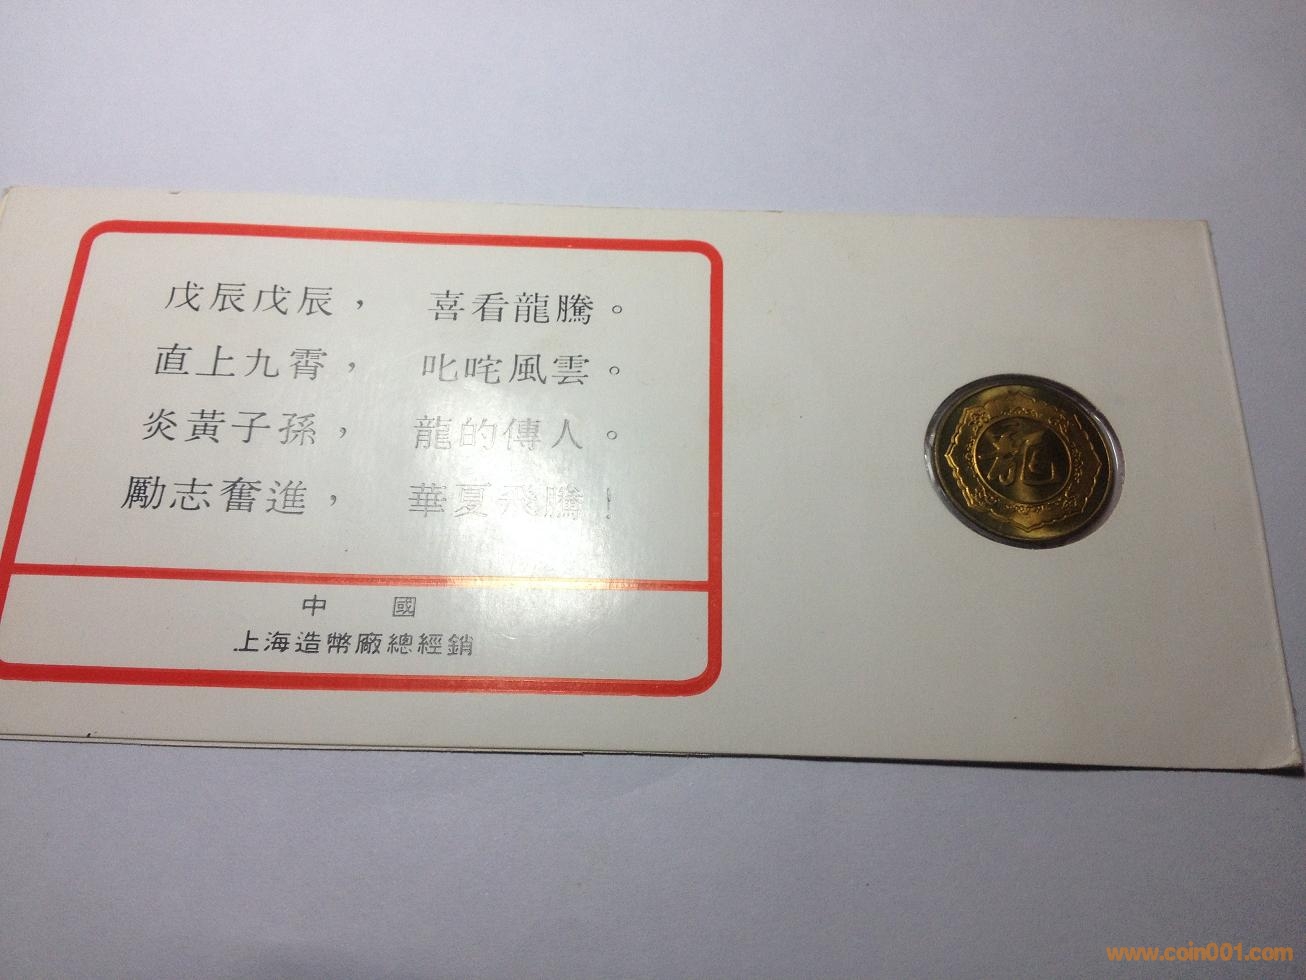 戊辰戊辰，　喜看龍騰。
直上九霄，　叱咤風雲。
炎黃子孫，　龍的傳人。
勵志奮進，　華夏飛騰！
中　國
上海造幣廠總經銷
龍
www.coin001.com